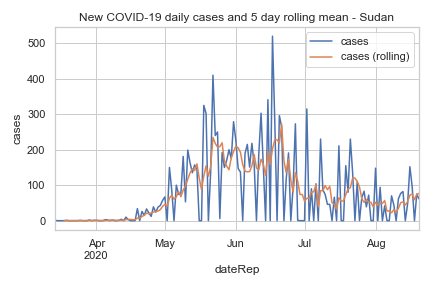 New COVID-19 daily cases and 5 day rolling mean - Sudan
cases
cases (rolling)
500
400
300
200
100
0
cases
Apr
2020
May
Jun
Jul
Aug
dateRep